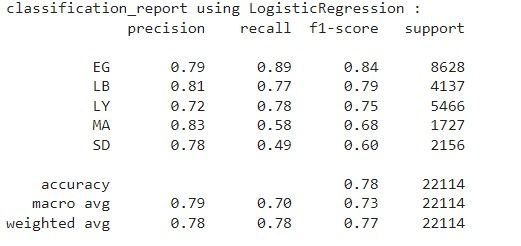 classification_report using LogisticRegression :
precision recall f1-score support
EG 0.79 0.89 0.84 8628
LB 0.81 0.77 0.79 4137
LY 0.72 0.78 0.75 5466
MA 0.83 0.58 0.68 1727
SD 0.78 0.49 0.60 2156
accuracy 0.78 22114
macro avg 0.79 0.70 0.73 22114
weighted avg 0.78 0.78 0.77 22114